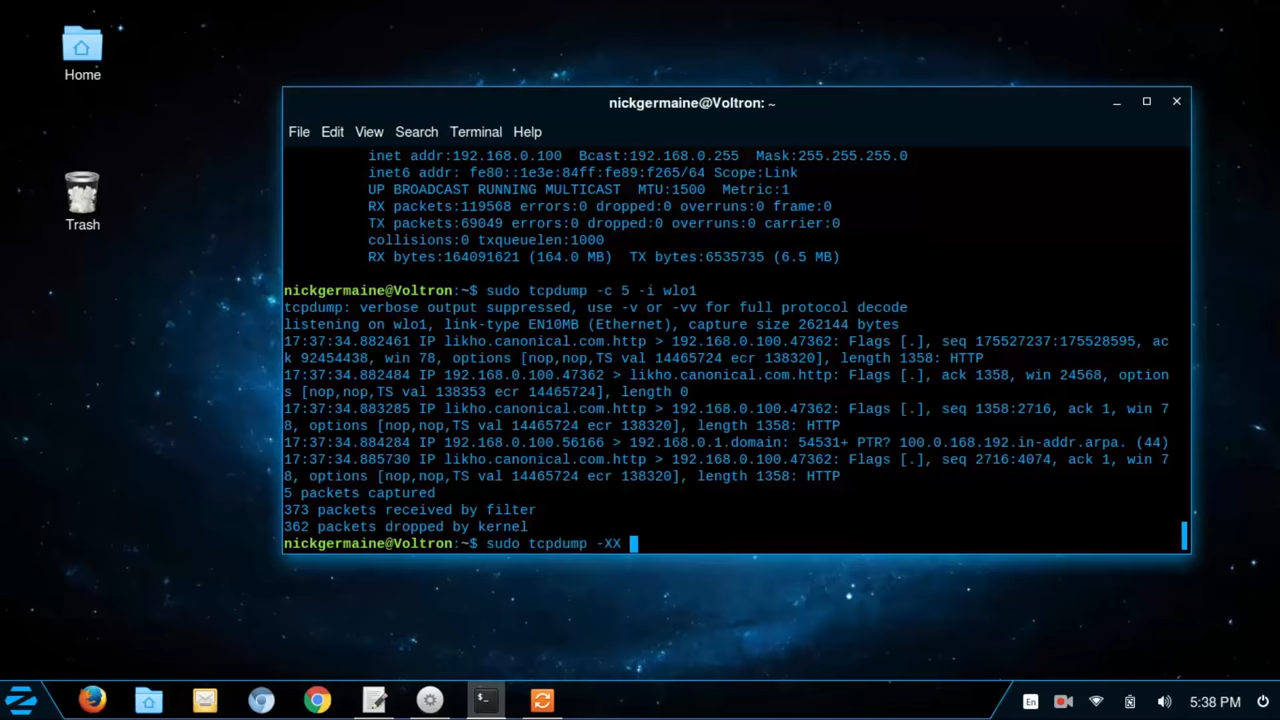 Home
Trash
nickgermaine@Voltron: ~
File Edit View Search Terminal Help
inet addr:192.168.0.100  Bcast:192.168.0.255  Mask:255.255.255.0
inet6 addr: fe80::1e3e:84ff:fe89:f265/64 Scope:Link
UP BROADCAST RUNNING MULTICAST  MTU:1500  Metric:1
RX packets:119568 errors:0 dropped:0 overruns:0 frame:0
TX packets:69049 errors:0 dropped:0 overruns:0 carrier:0
collisions:0 txqueuelen:1000
RX bytes:164091621 (164.0 MB)  TX bytes:6535735 (6.5 MB)
nickgermaine@Voltron:~$ sudo tcpdump -c 5 -i wlo1
tcpdump: verbose output suppressed, use -v or -vv for full protocol decode
listening on wlo1, link-type EN10MB (Ethernet), capture size 262144 bytes
17:37:34.882461 IP likho.canonical.com.http > 192.168.0.100.47362: Flags [.], seq 175527237:175528595, ac
k 92454438, win 78, options [nop,nop,TS val 14465724 ecr 138320], length 1358: HTTP
17:37:34.882484 IP 192.168.0.100.47362 > likho.canonical.com.http: Flags [.], ack 1358, win 24568, option
s [nop,nop,TS val 138353 ecr 14465724], length 0
17:37:34.883285 IP likho.canonical.com.http > 192.168.0.100.47362: Flags [.], seq 1358:2716, ack 1, win 7
8, options [nop,nop,TS val 14465724 ecr 138320], length 1358: HTTP
17:37:34.884284 IP 192.168.0.100.56166 > 192.168.0.1.domain: 54531+ PTR? 100.0.168.192.in-addr.arpa. (44)
17:37:34.885730 IP likho.canonical.com.http > 192.168.0.100.47362: Flags [.], seq 2716:4074, ack 1, win 7
8, options [nop,nop,TS val 14465724 ecr 138320], length 1358: HTTP
5 packets captured
373 packets received by filter
362 packets dropped by kernel
nickgermaine@Voltron:~$ sudo tcpdump -XX
En
5:38 PM